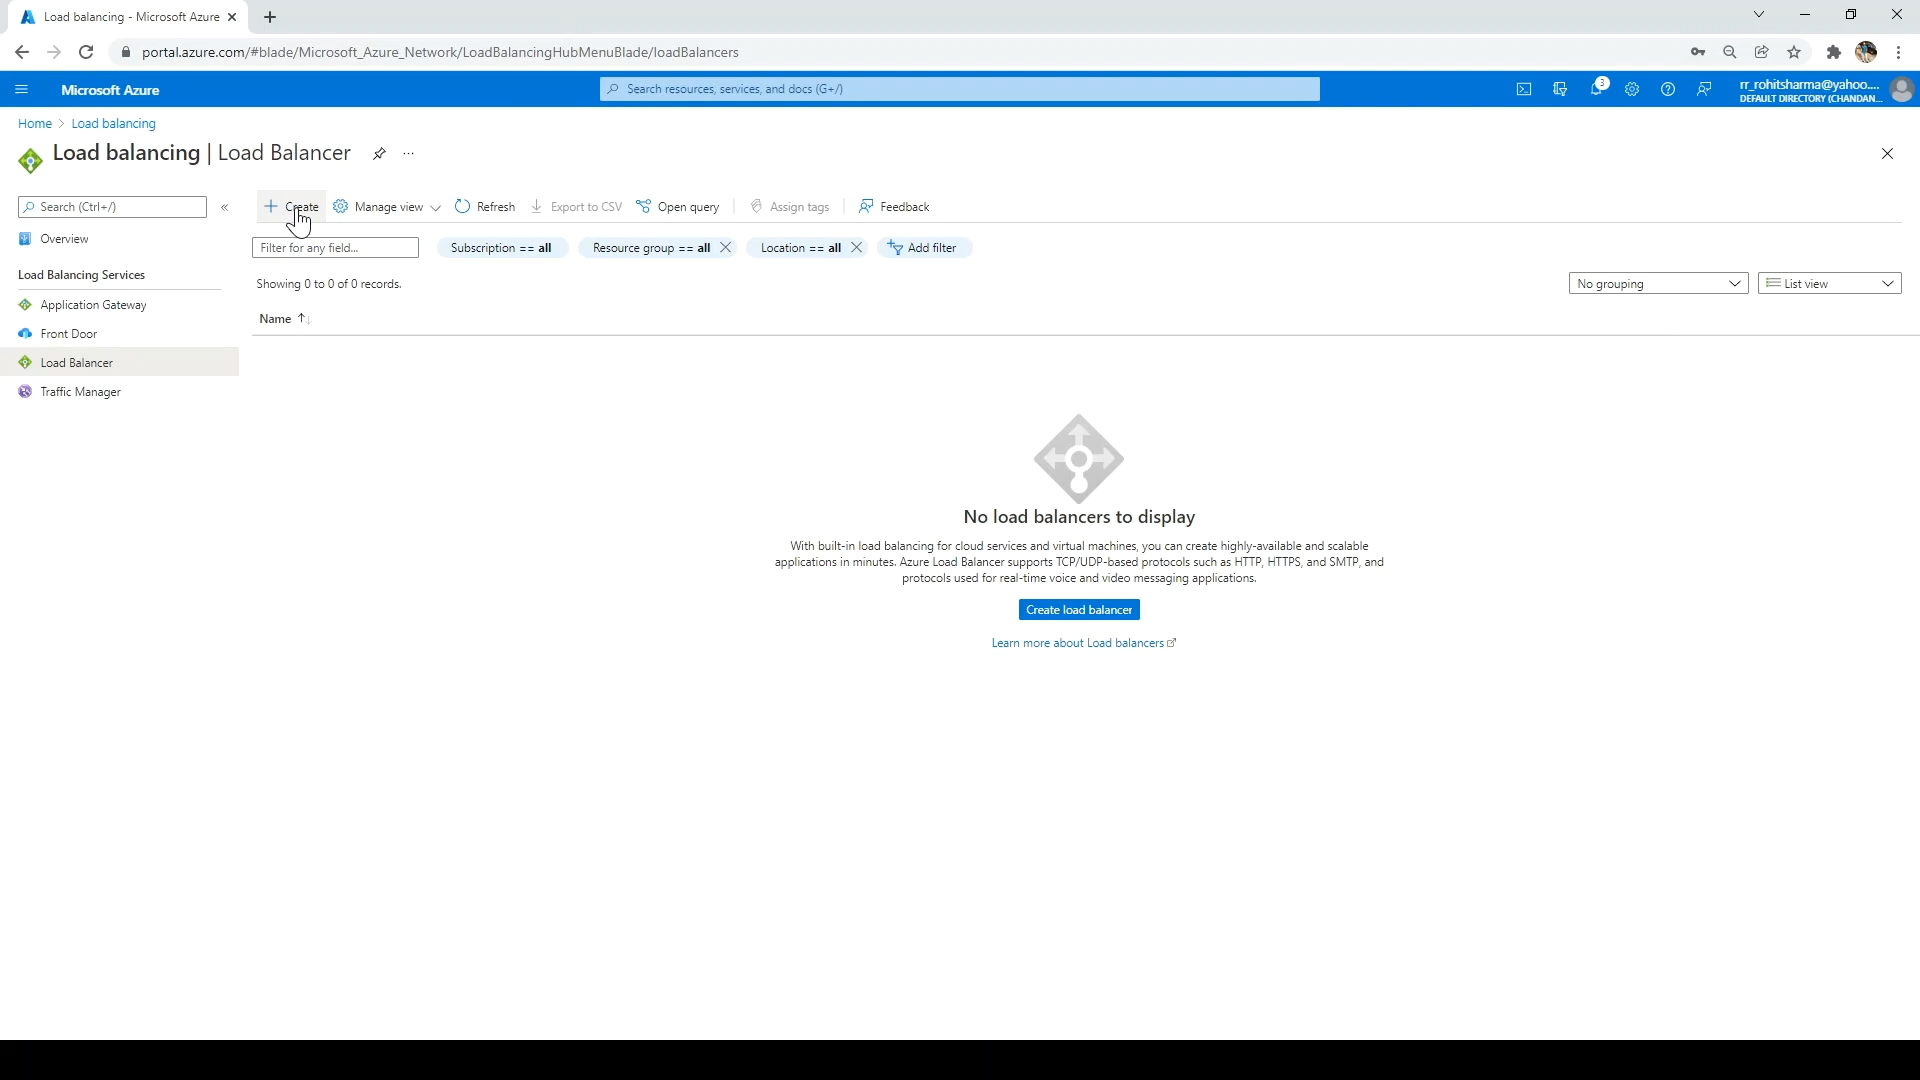 Load balancing - Microsoft Azure
portal.azure.com/#blade/Microsoft_Azure_Network/LoadBalancingHubMenuBlade/loadBalancers
Microsoft Azure
Search resources, services, and docs (G+/)
3
rr_rohitsharma@yahoo....
DEFAULT DIRECTORY (CHANDAN...
Home > Load balancing
Load balancing | Load Balancer
Search (Ctrl+/)
Create Manage view Refresh Export to CSV Open query Assign tags Feedback
Overview
Filter for any field... Subscription == all Resource group == all Location == all Add filter
Load Balancing Services
Showing 0 to 0 of 0 records. No grouping List view
Application Gateway
Name
Front Door
Load Balancer
Traffic Manager
No load balancers to display
With built-in load balancing for cloud services and virtual machines, you can create highly-available and scalable
applications in minutes. Azure Load Balancer supports TCP/UDP-based protocols such as HTTP, HTTPS, and SMTP, and
protocols used for real-time voice and video messaging applications.
Create load balancer
Learn more about Load balancers